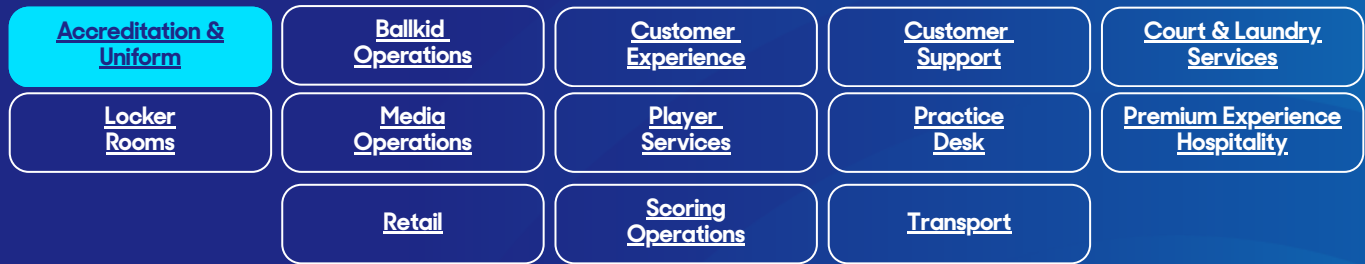 Accreditation &
Uniform
Ballkid
Operations
Customer
Experience
Customer
Support
Court & Laundry
Services
Locker
Rooms
Media
Operations
Player
Services
Practice
Desk
Premium Experience
Hospitality
Retail
Scoring
Operations
Transport